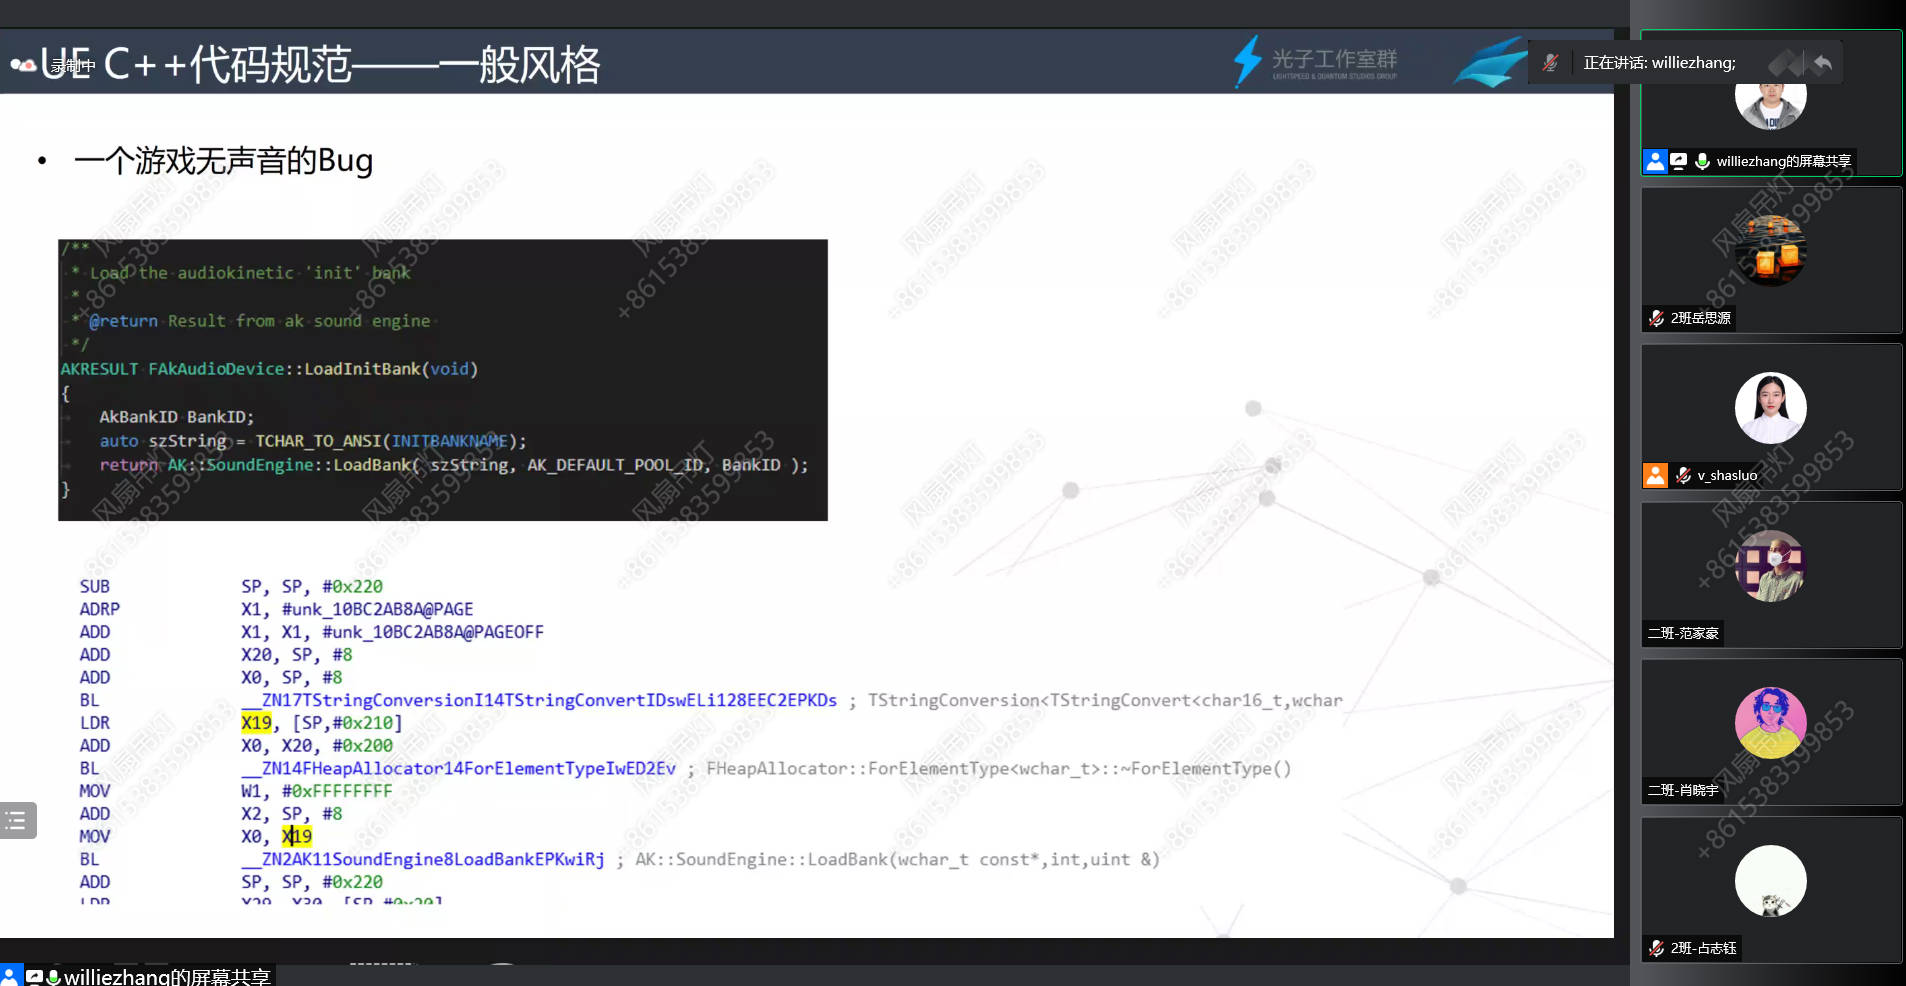 UE C++代码规范——一般风格
录制中
光子工作室群
LIGHTSPEED & QUANTUM STUDIOS GROUP
正在讲话: williezhang;
• 一个游戏无声音的Bug
/**
* Load the audiokinetic 'init' bank
*
* @return Result from ak sound engine
*/
AKRESULT FAkAudioDevice::LoadInitBank(void)
{
AkBankID BankID;
auto szString = TCHAR_TO_ANSI(INITBANKNAME);
return AK::SoundEngine::LoadBank( szString, AK_DEFAULT_POOL_ID, BankID );
}
SUB SP, SP, #0x220
ADRP X1, #unk_10BC2AB8A@PAGE
ADD X1, X1, #unk_10BC2AB8A@PAGEOFF
ADD X20, SP, #8
ADD X0, SP, #8
BL __ZN17TStringConversionI14TStringConvertIDswELi128EEC2EPKDs ; TStringConversion<TStringConvert<char16_t,wchar
LDR X19, [SP,#0x210]
ADD X0, X20, #0x200
BL __ZN14FHeapAllocator14ForElementTypeIwED2Ev ; FHeapAllocator::ForElementType<wchar_t>::~ForElementType()
MOV W1, #0xFFFFFFFF
ADD X2, SP, #8
MOV X0, X19
BL __ZN2AK11SoundEngine8LoadBankEPKwiRj ; AK::SoundEngine::LoadBank(wchar_t const*,int,uint &)
ADD SP, SP, #0x220
LDP X29, X30, [SP,#0x20]
风扇吊灯
+8615383599853
williezhang的屏幕共享
2班岳思源
v_shasluo
二班-范家豪
二班-肖晓宇
2班-占志钰
williezhang的屏幕共享